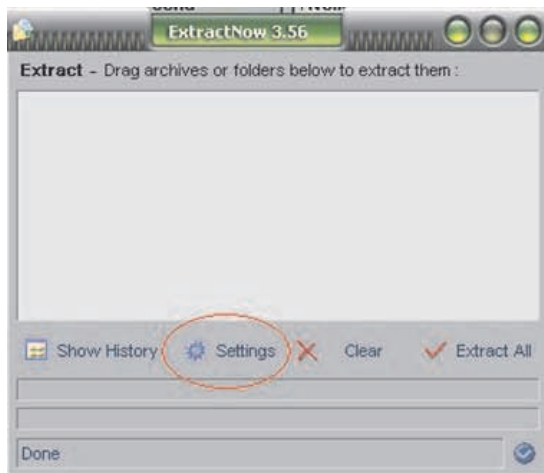 ExtractNow 3.56
Extract - Drag archives or folders below to extract them :
Show History Settings Clear Extract All
Done